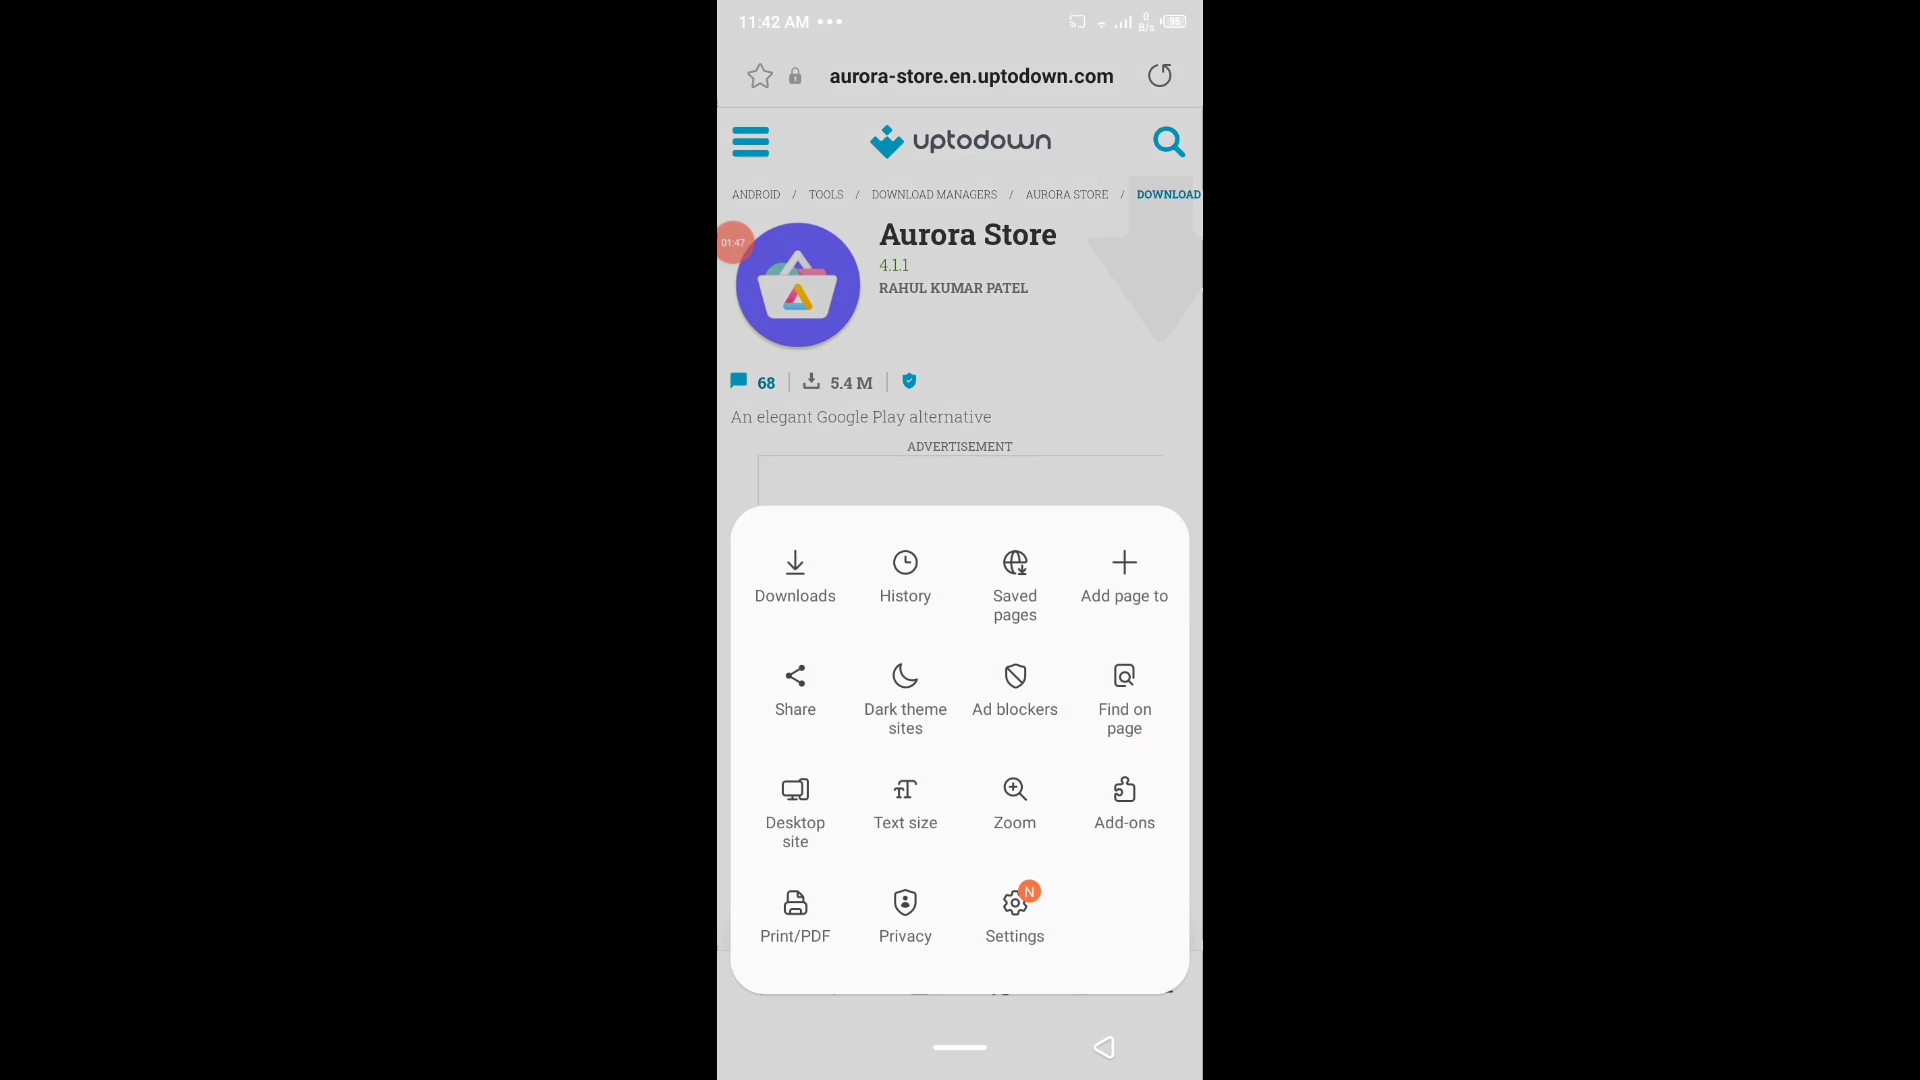 11:42 AM
0 B/s
95
aurora-store.en.uptodown.com
uptodown
ANDROID / TOOLS / DOWNLOAD MANAGERS / AURORA STORE / DOWNLOAD
Aurora Store
01:47
4.1.1
RAHUL KUMAR PATEL
68 5.4 M
An elegant Google Play alternative
ADVERTISEMENT
Downloads
History
Saved
pages
Add page to
Share
Dark theme
sites
Ad blockers
Find on
page
Desktop
site
Text size
Zoom
Add-ons
Print/PDF
Privacy
N
Settings